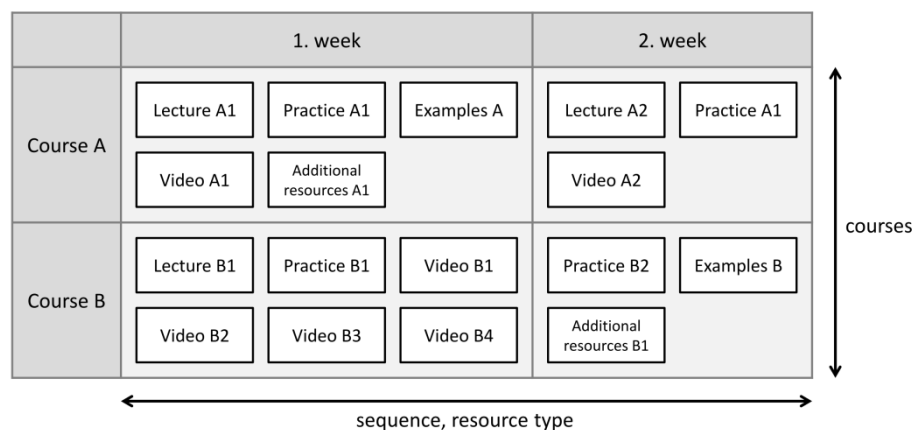 1. week
2. week
Course A
Lecture A1
Practice A1
Examples A
Video A1
Additional
resources A1
Lecture A2
Practice A1
Video A2
Course B
Lecture B1
Practice B1
Video B1
Video B2
Video B3
Video B4
Practice B2
Examples B
Additional
resources B1
courses
sequence, resource type